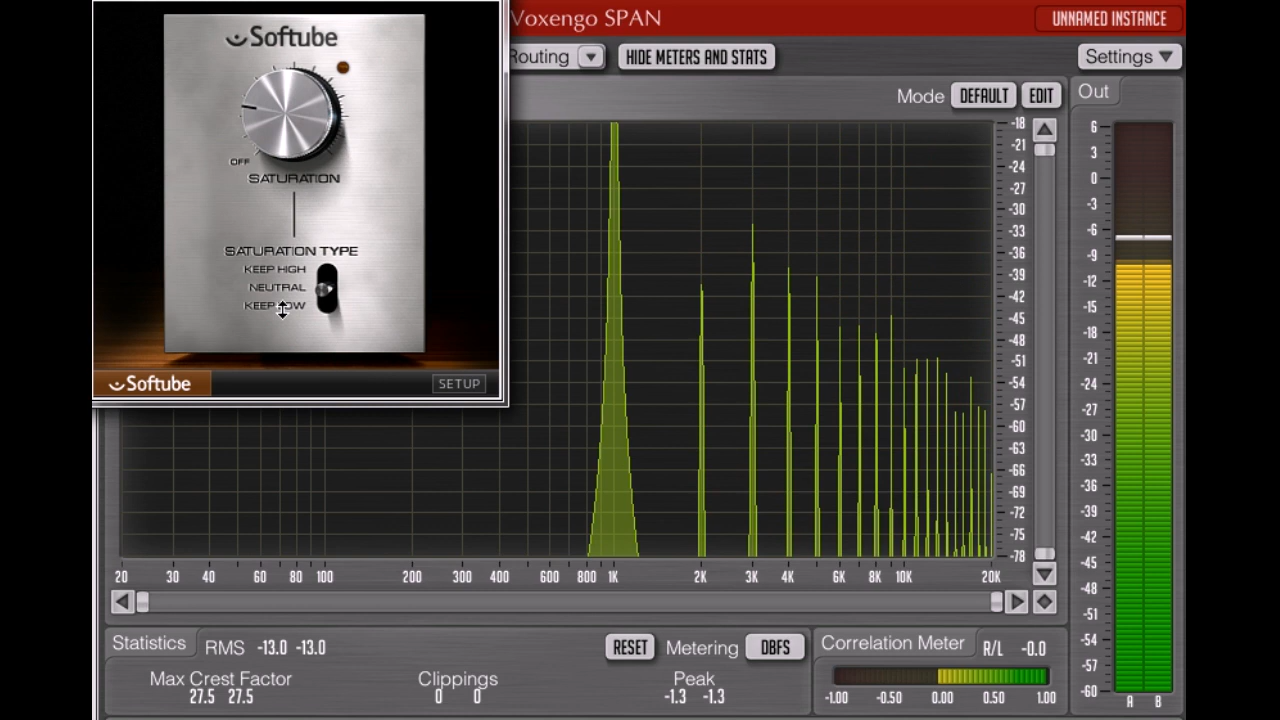 Softube
OFF
SATURATION
SATURATION TYPE
KEEP HIGH
NEUTRAL
KEEP LOW
Softube
SETUP
Voxengo SPAN
UNNAMED INSTANCE
Routing
HIDE METERS AND STATS
Settings
Mode DEFAULT EDIT
Out
-18
-21
-24
-27
-30
-33
-36
-39
-42
-45
-48
-51
-54
-57
-60
-63
-66
-69
-72
-75
-78
6
3
0
-3
-6
-9
-12
-15
-18
-21
-24
-27
-30
-33
-36
-39
-42
-45
-48
-51
-54
-57
-60
A B
20 30 40 60 80 100 200 300 400 600 800 1K 2K 3K 4K 6K 8K 10K 20K
Statistics RMS -13.0 -13.0
RESET Metering DBFS
Max Crest Factor
27.5 27.5
Clippings
0 0
Peak
-1.3 -1.3
Correlation Meter R/L -0.0
-1.00 -0.50 0.00 0.50 1.00